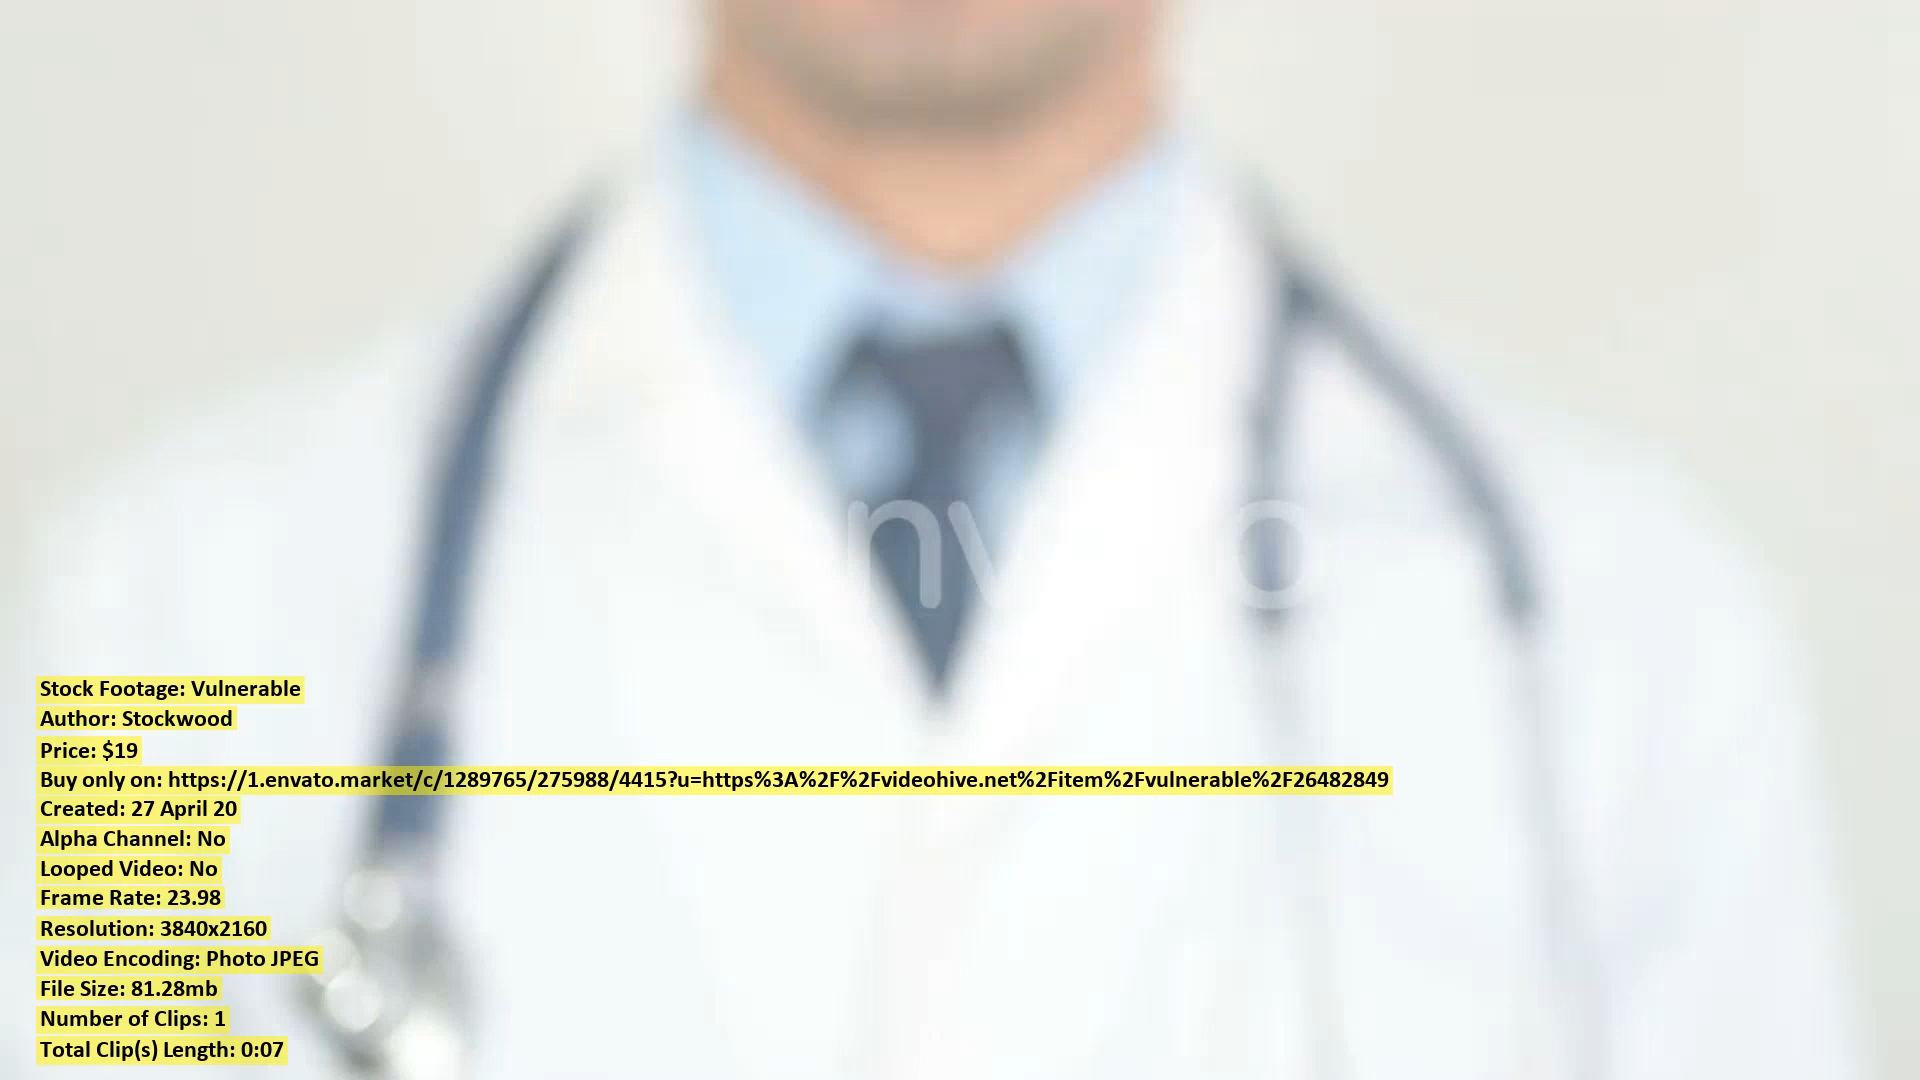 nv o
Stock Footage: Vulnerable
Author: Stockwood
Price: $19
Buy only on: https://1.envato.market/c/1289765/275988/4415?u=https%3A%2F%2Fvideohive.net%2Fitem%2Fvulnerable%2F26482849
Created: 27 April 20
Alpha Channel: No
Looped Video: No
Frame Rate: 23.98
Resolution: 3840x2160
Video Encoding: Photo JPEG
File Size: 81.28mb
Number of Clips: 1
Total Clip(s) Length: 0:07